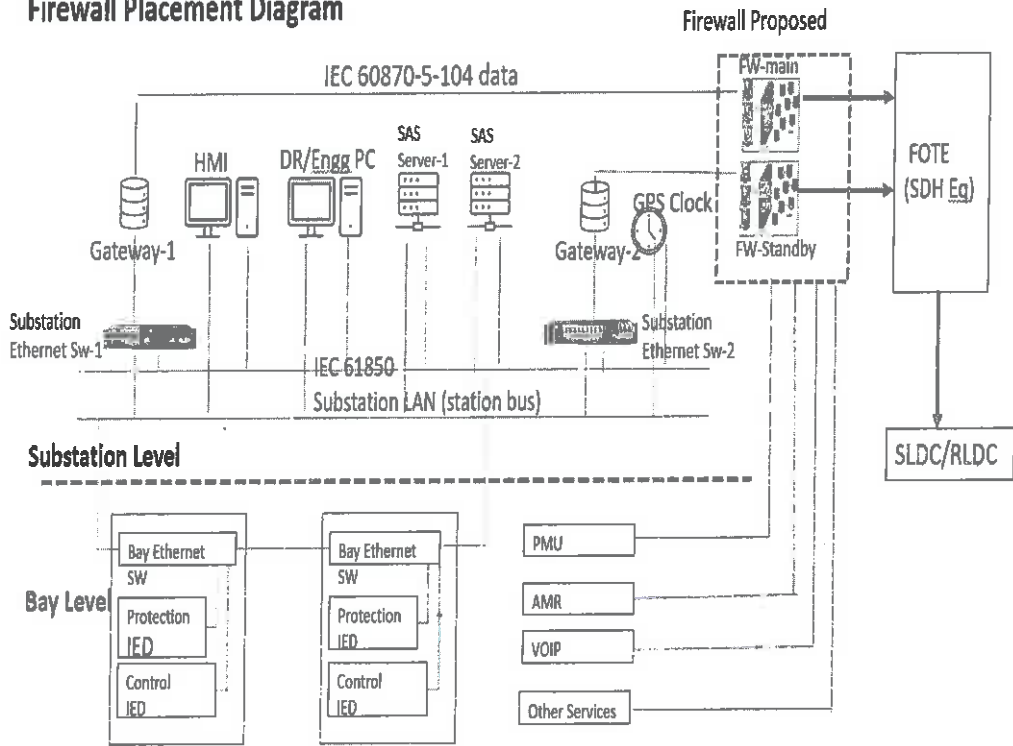 Firewall Placement Diagram
Firewall Proposed
IEC 60870-5-104 data
FW-main
FOTE
(SDH Eq)
HMI
DR/Engg PC
SAS
Server-1
SAS
Server-2
GPS Clock
Gateway-1
Gateway-2
FW-Standby
Substation
Ethernet Sw-1
Substation
Ethernet Sw-2
IEC 61850
Substation LAN (station bus)
SLDC/RLDC
Substation Level
Bay Level
Bay Ethernet
SW
Protection
IED
Control
IED
Bay Ethernet
SW
Protection
IED
Control
IED
PMU
AMR
VOIP
Other Services